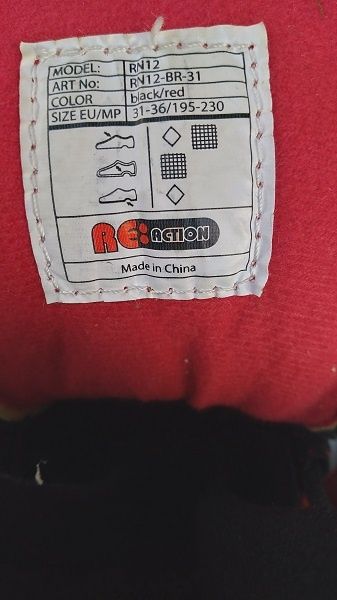 MODEL: RN12
ART No: RN12-BR-31
COLOR black/red
SIZE EU/MP 31-36/195-230
RE:ACTION
Made in China